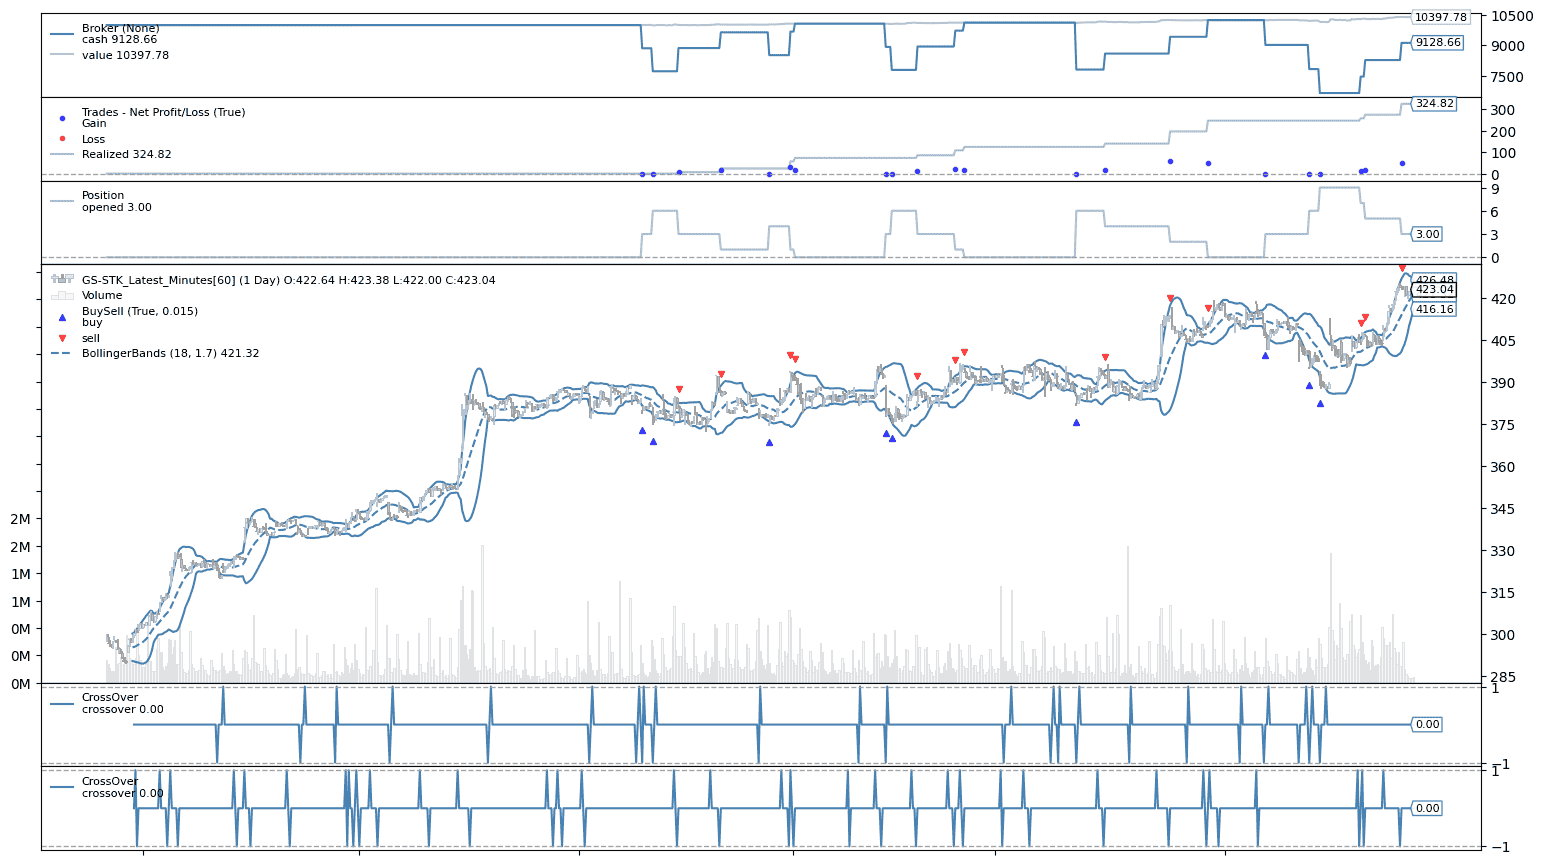 Broker (None)
cash 9128.66
value 10397.78
10500
10397.78
9000
9128.66
7500
Trades - Net Profit/Loss (True)
Gain
Loss
Realized 324.82
324.82
300
200
100
0
Position
opened 3.00
9
6
3
3.00
0
GS-STK_Latest_Minutes[60] (1 Day) O:422.64 H:423.38 L:422.00 C:423.04
Volume
BuySell (True, 0.015)
buy
sell
BollingerBands (18, 1.7) 421.32
426.48
423.04
416.16
420
405
390
375
360
345
330
315
300
285
2M
2M
1M
1M
0M
0M
0M
CrossOver
crossover 0.00
1
0.00
−1
CrossOver
crossover 0.00
1
0.00
−1